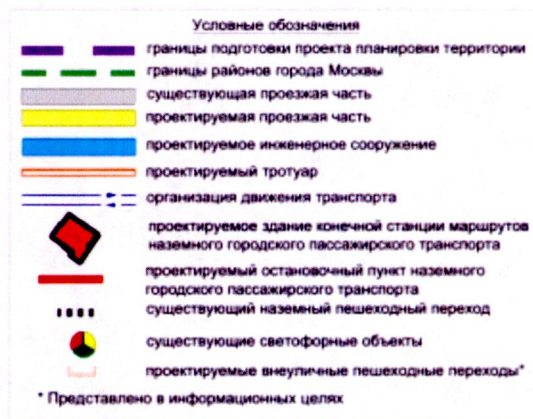 Условные обозначения
границы подготовки проекта планировки территории
границы районов города Москвы
существующая проезжая часть
проектируемая проезжая часть
проектируемое инженерное сооружение
проектируемый тротуар
организация движения транспорта
проектируемое здание конечной станции маршрутов
наземного городского пассажирского транспорта
проектируемый остановочный пункт наземного
городского пассажирского транспорта
существующий наземный пешеходный переход
существующие светофорные объекты
проектируемые внеуличные пешеходные переходы*
* Представлено в информационных целях